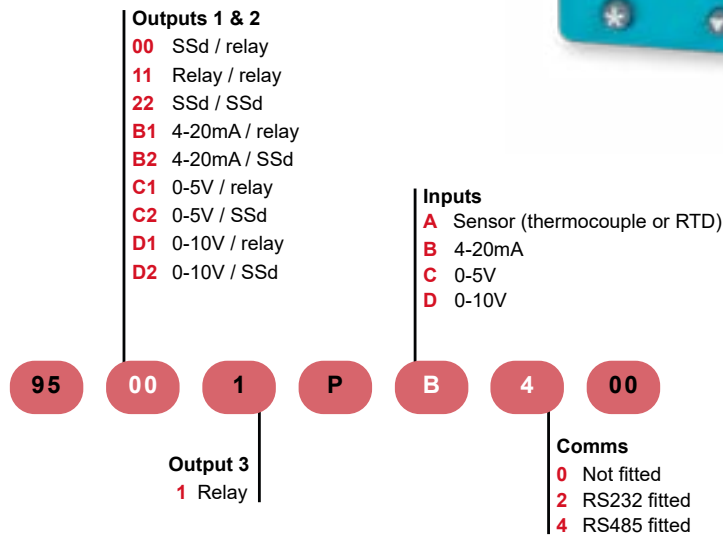 Outputs 1 & 2
00 SSd / relay
11 Relay / relay
22 SSd / SSd
B1 4-20mA / relay
B2 4-20mA / SSd
C1 0-5V / relay
C2 0-5V / SSd
D1 0-10V / relay
D2 0-10V / SSd
Inputs
A Sensor (thermocouple or RTD)
B 4-20mA
C 0-5V
D 0-10V
95 00 1 P B 4 00
Output 3
1 Relay
Comms
0 Not fitted
2 RS232 fitted
4 RS485 fitted